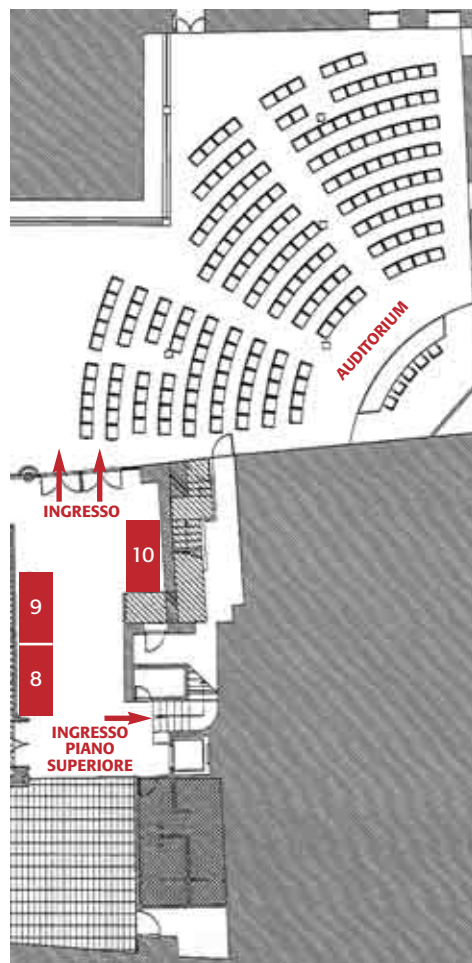 AUDITORIUM
INGRESSO
10
9
8
INGRESSO
PIANO
SUPERIORE